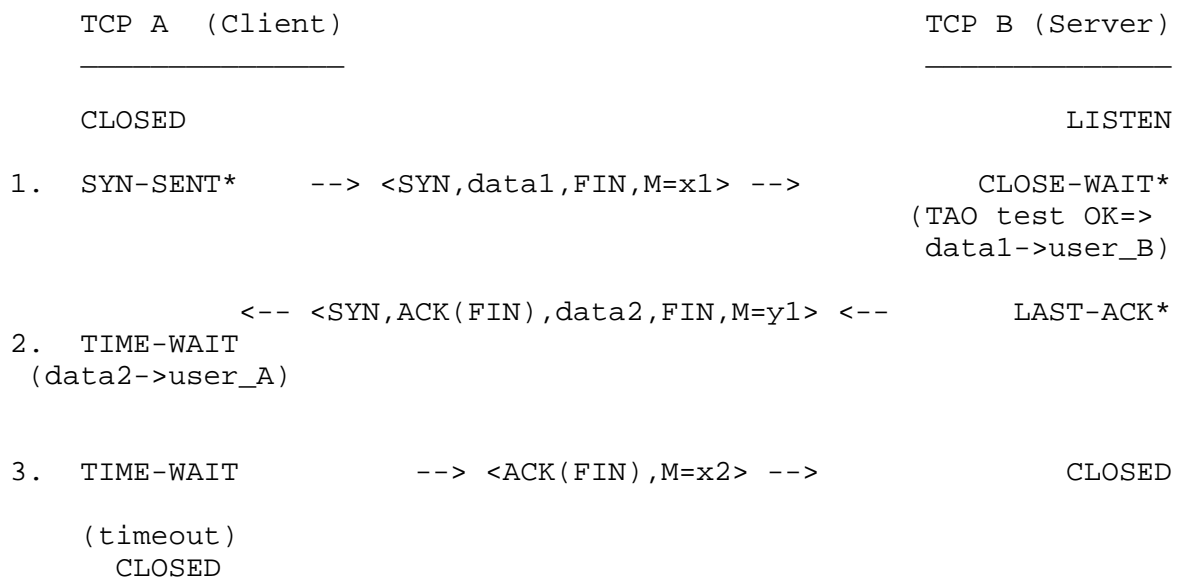 TCP A  (Client)                                 TCP B (Server)
_______________                                 ______________
CLOSED                                                  LISTEN
1.  SYN-SENT*    --> <SYN,data1,FIN,M=x1> -->         CLOSE-WAIT*
(TAO test OK=>
data1->user_B)
<-- <SYN,ACK(FIN),data2,FIN,M=y1> <--       LAST-ACK*
2.  TIME-WAIT
(data2->user_A)
3.  TIME-WAIT          --> <ACK(FIN),M=x2> -->              CLOSED
(timeout)
CLOSED